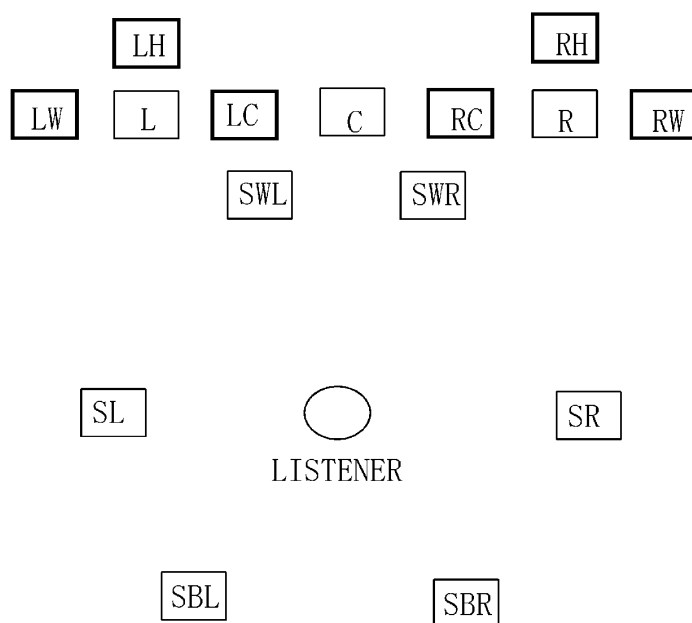 LH RH
LW L LC C RC R RW
SWL SWR
SL SR
LISTENER
SBL SBR